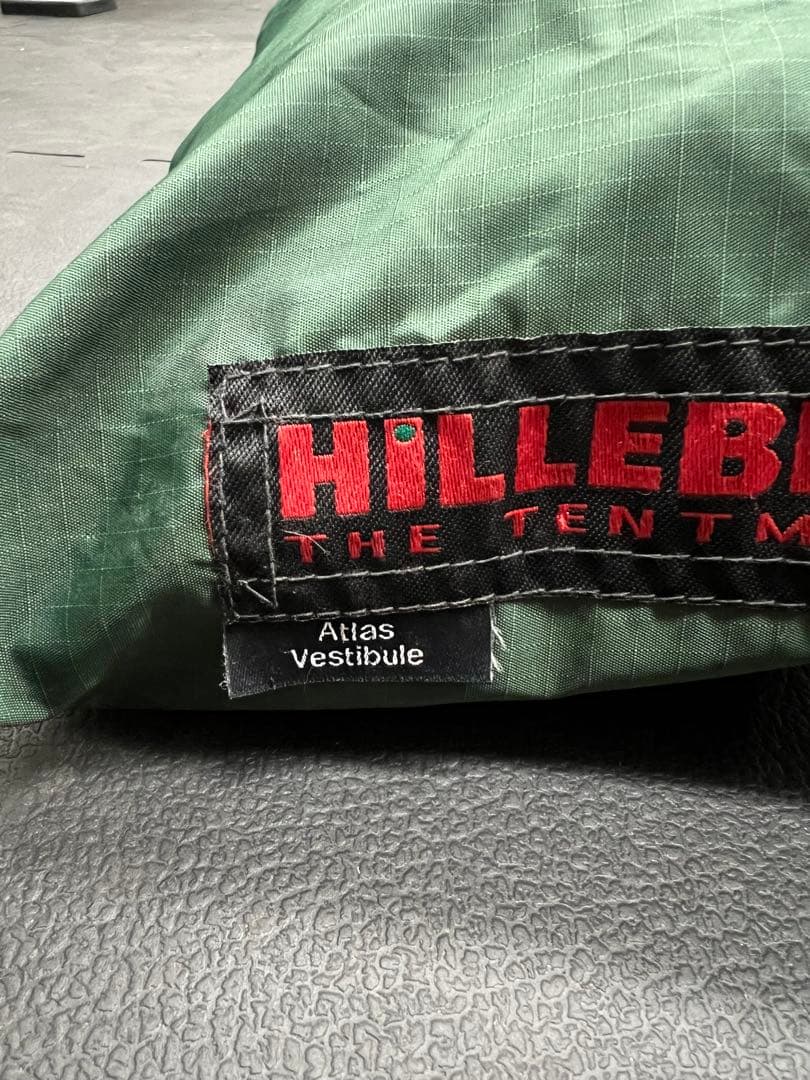 HiLLEB
THE TENTM
Atlas
Vestibule